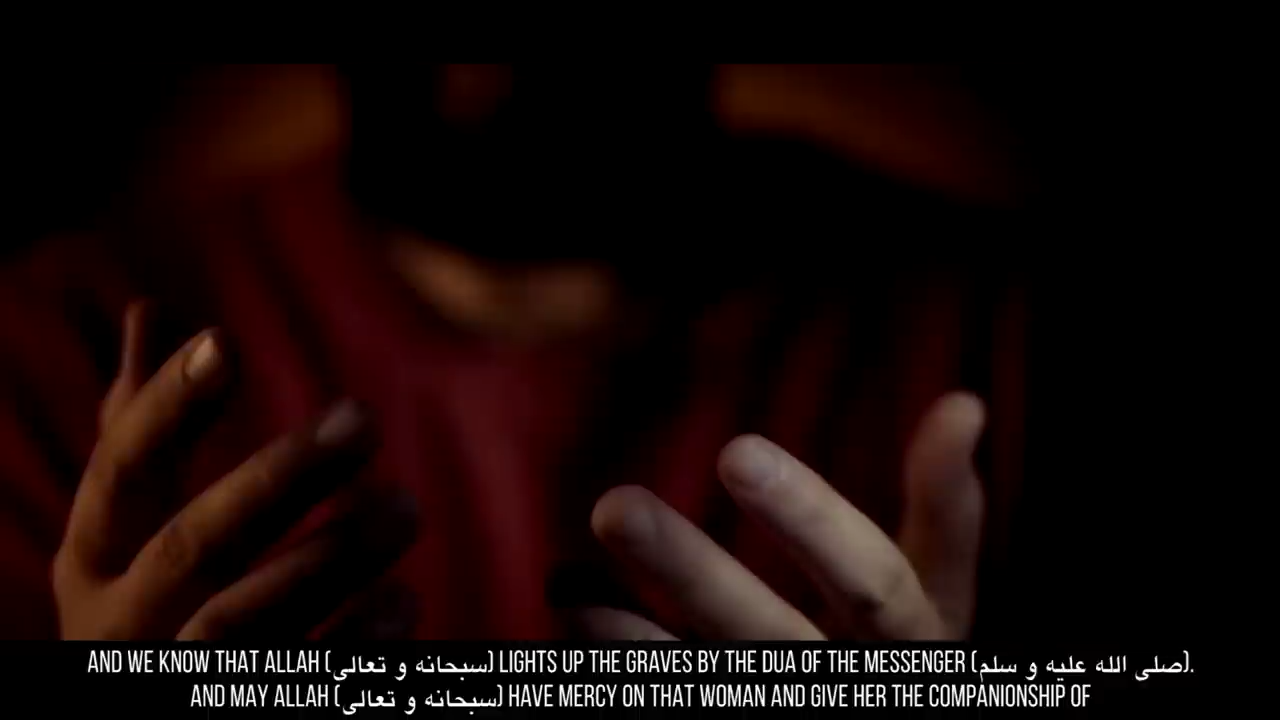 AND WE KNOW THAT ALLAH (سبحانه و تعالى) LIGHTS UP THE GRAVES BY THE DUA OF THE MESSENGER (صلى الله عليه و سلم).
AND MAY ALLAH (سبحانه و تعالى) HAVE MERCY ON THAT WOMAN AND GIVE HER THE COMPANIONSHIP OF